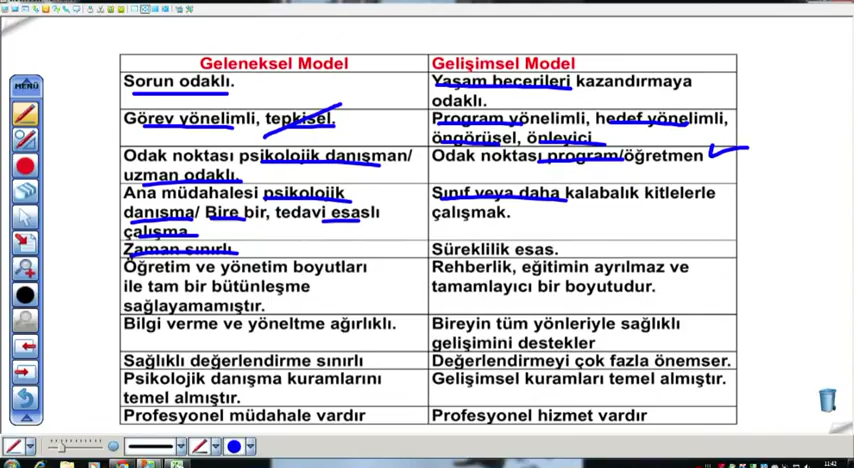 Geleneksel Model
Gelişimsel Model
Sorun odaklı.
Yaşam becerileri kazandırmaya
odaklı.
Görev yönelimli, tepkisel.
Program yönelimli, hedef yönelimli,
öngörüsel, önleyici
Odak noktası psikolojik danışman/
uzman odaklı.
Odak noktası program/öğretmen
Ana müdahalesi psikolojik
danışma/ Bire bir, tedavi esaslı
çalışma.
Sınıf veya daha kalabalık kitlelerle
çalışmak.
Zaman sınırlı.
Süreklilik esas.
Öğretim ve yönetim boyutları
ile tam bir bütünleşme
sağlayamamıştır.
Rehberlik, eğitimin ayrılmaz ve
tamamlayıcı bir boyutudur.
Bilgi verme ve yöneltme ağırlıklı.
Bireyin tüm yönleriyle sağlıklı
gelişimini destekler
Sağlıklı değerlendirme sınırlı
Değerlendirmeyi çok fazla önemser.
Psikolojik danışma kuramlarını
temel almıştır.
Gelişimsel kuramları temel almıştır.
Profesyonel müdahale vardır
Profesyonel hizmet vardır
MENÜ
11:42